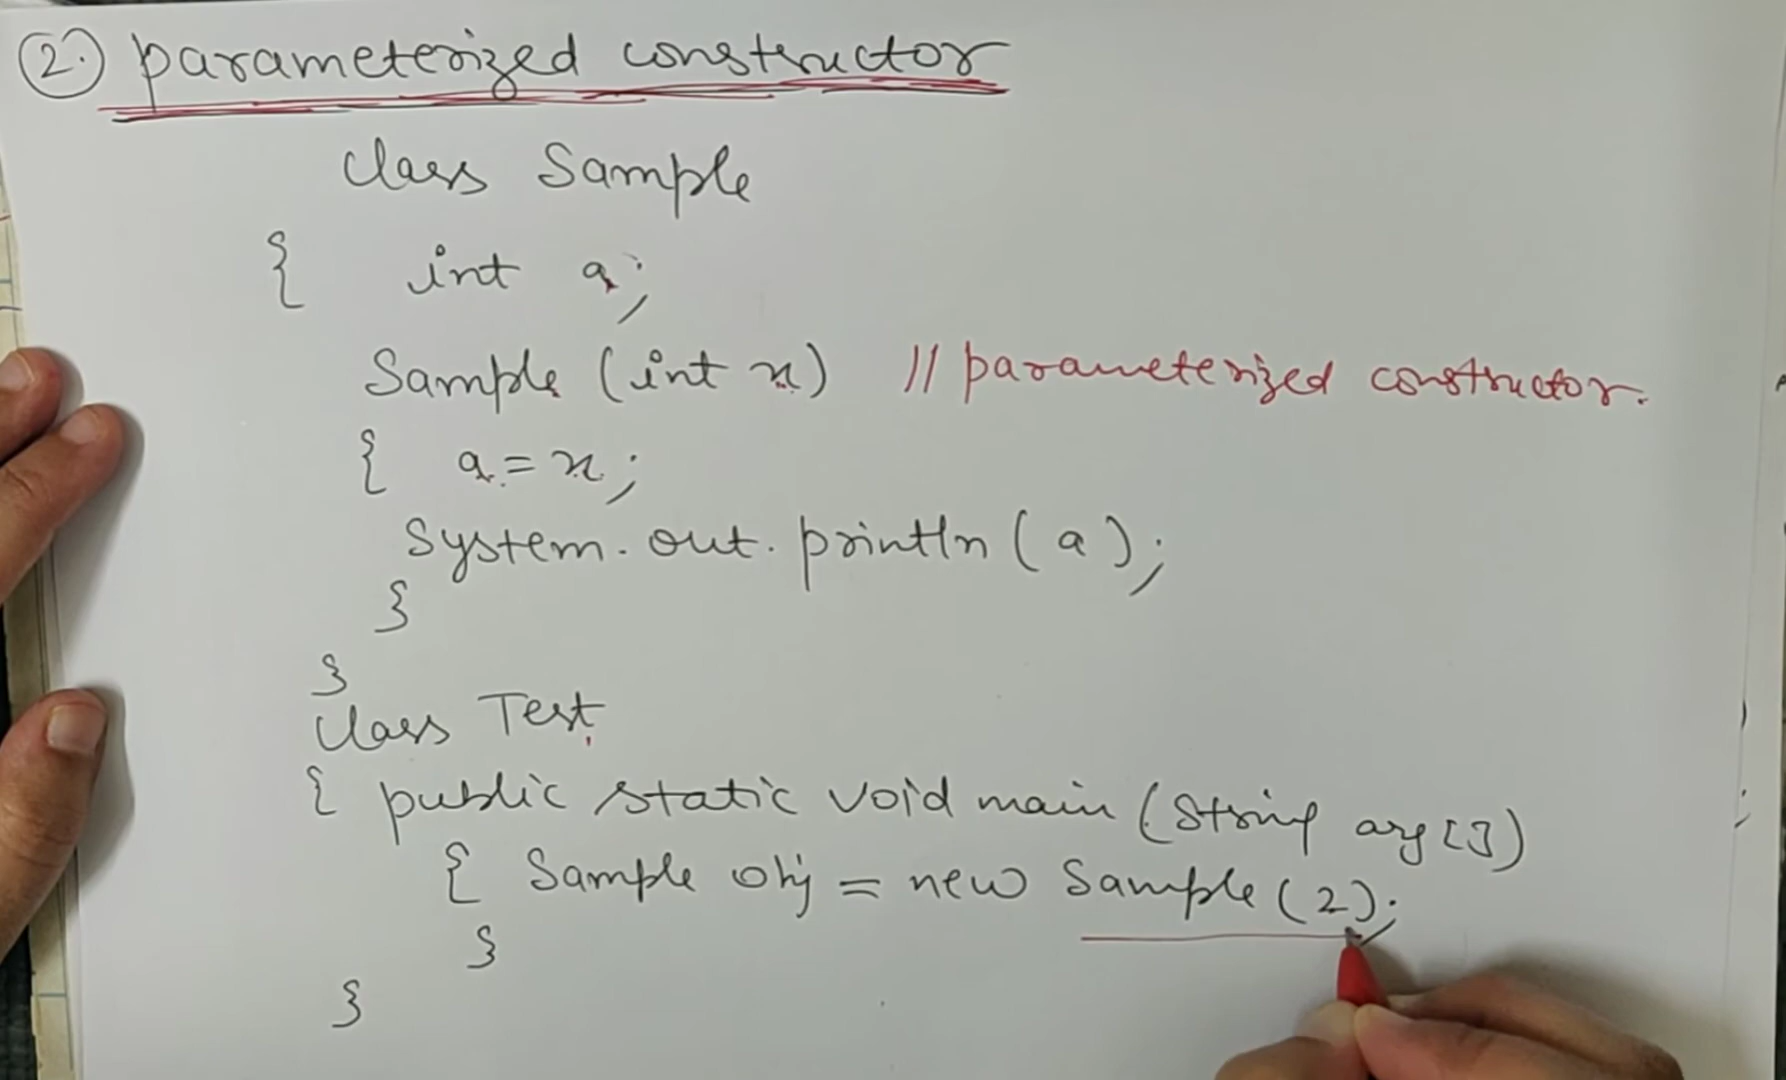 2. parameterized constructor
class Sample
{ int a;
Sample (int x) // parameterized constructor.
{ a = x;
System.out.println(a);
}
}
class Test
{ public static void main (String arg[])
{ Sample obj = new Sample(2);
}
}